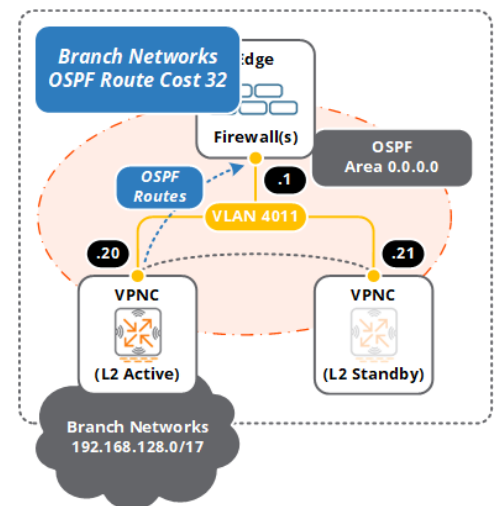 Branch Networks
OSPF Route Cost 32
Edge
Firewall(s)
OSPF
Area 0.0.0.0
OSPF
Routes
.1
VLAN 4011
.20
.21
VPNC
(L2 Active)
VPNC
(L2 Standby)
Branch Networks
192.168.128.0/17